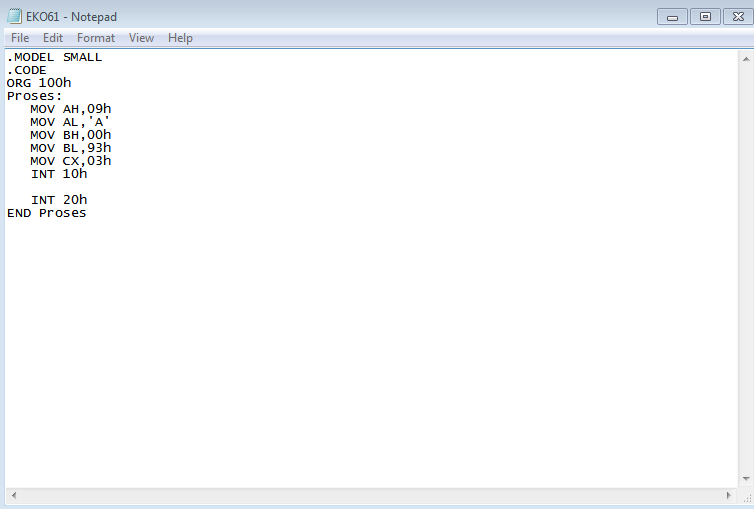 EKO61 - Notepad
File Edit Format View Help
.MODEL SMALL
.CODE
ORG 100h
Proses:
MOV AH,09h
MOV AL,'A'
MOV BH,00h
MOV BL,93h
MOV CX,03h
INT 10h
INT 20h
END Proses